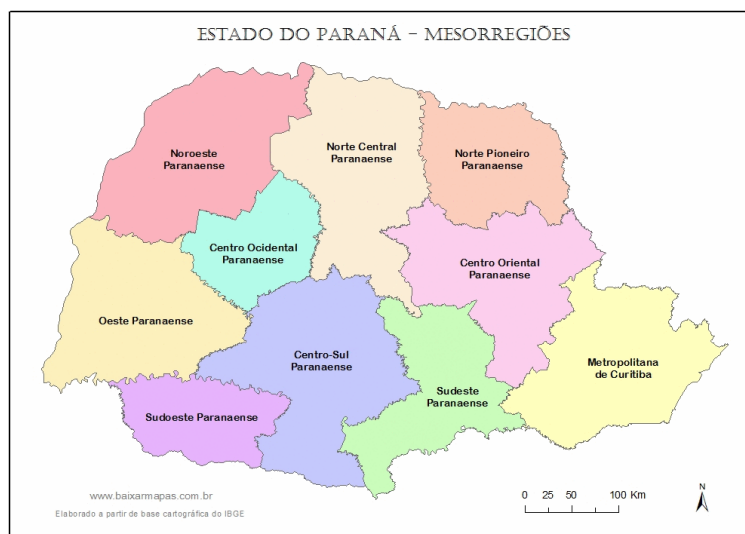 ESTADO DO PARANÁ - MESORREGIÕES
Noroeste
Paranaense
Norte Central
Paranaense
Norte Pioneiro
Paranaense
Centro Ocidental
Paranaense
Centro Oriental
Paranaense
Oeste Paranaense
Centro-Sul
Paranaense
Metropolitana
de Curitiba
Sudeste
Paranaense
Sudoeste Paranaense
www.baixarmapas.com.br
Elaborado a partir de base cartográfica do IBGE
0 25 50 100 Km
N